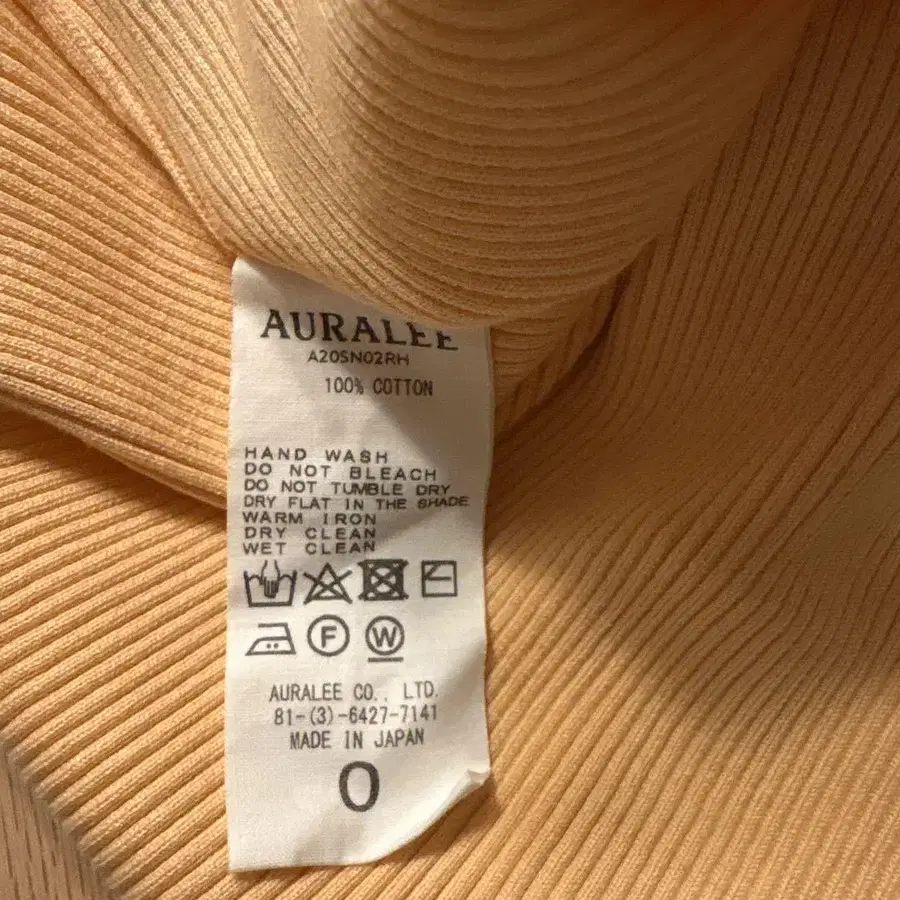 AURALEE
A20SN02RH
100% COTTON
HAND WASH
DO NOT BLEACH
DO NOT TUMBLE DRY
DRY FLAT IN THE SHADE
WARM IRON
DRY CLEAN
WET CLEAN
F W
AURALEE CO., LTD.
81-(3)-6427-7141
MADE IN JAPAN
0